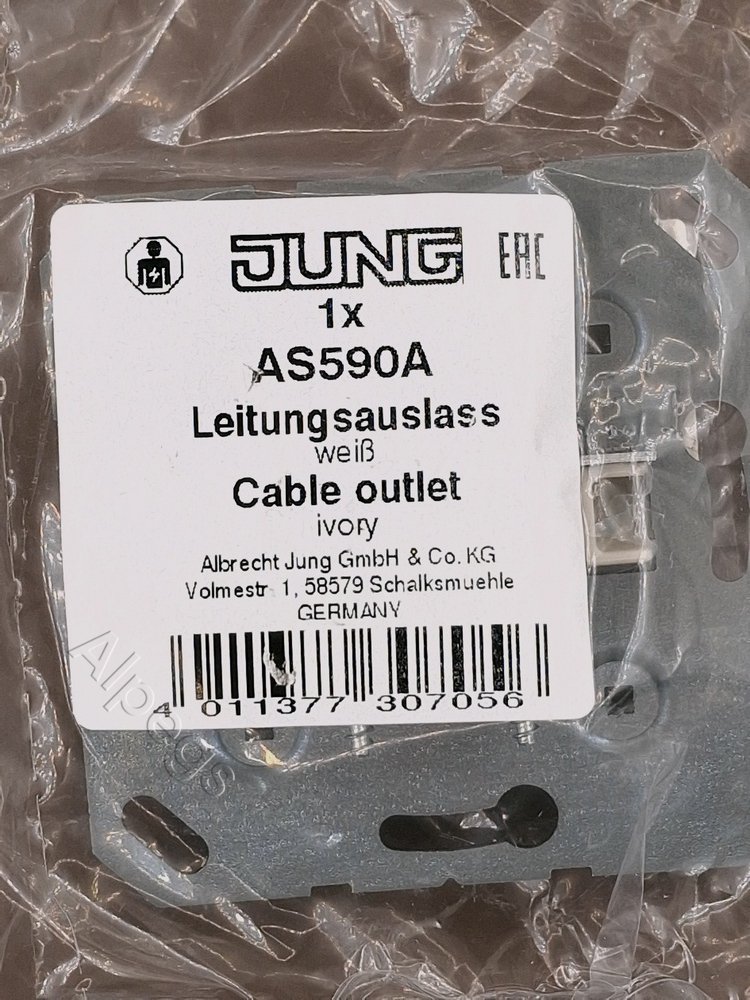 JUNG EAC
1x
AS590A
Leitungsauslass
weiß
Cable outlet
ivory
Albrecht Jung GmbH & Co. KG
Volmestr. 1, 58579 Schalksmuehle
GERMANY
4 011377 307056
Alpegs